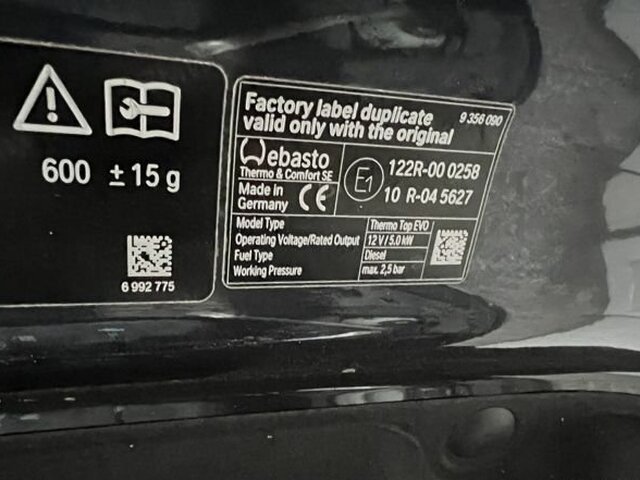 600 ±15 g
6 992 775
Factory label duplicate 9 356 090
valid only with the original
Webasto
Thermo & Comfort SE
Made in
Germany CE
E1
122R-00 0258
10 R-04 5627
Model Type Thermo Top EVO
Operating Voltage/Rated Output 12 V / 5.0 kW
Fuel Type Diesel
Working Pressure max. 2,5 bar